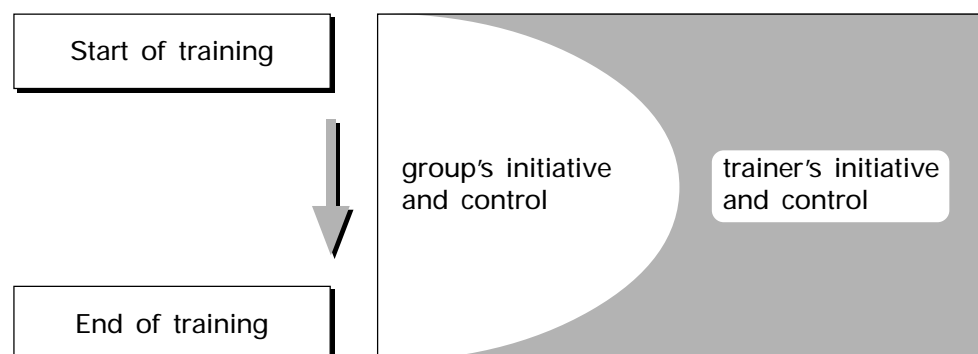 Start of training
group's initiative
and control
trainer's initiative
and control
End of training